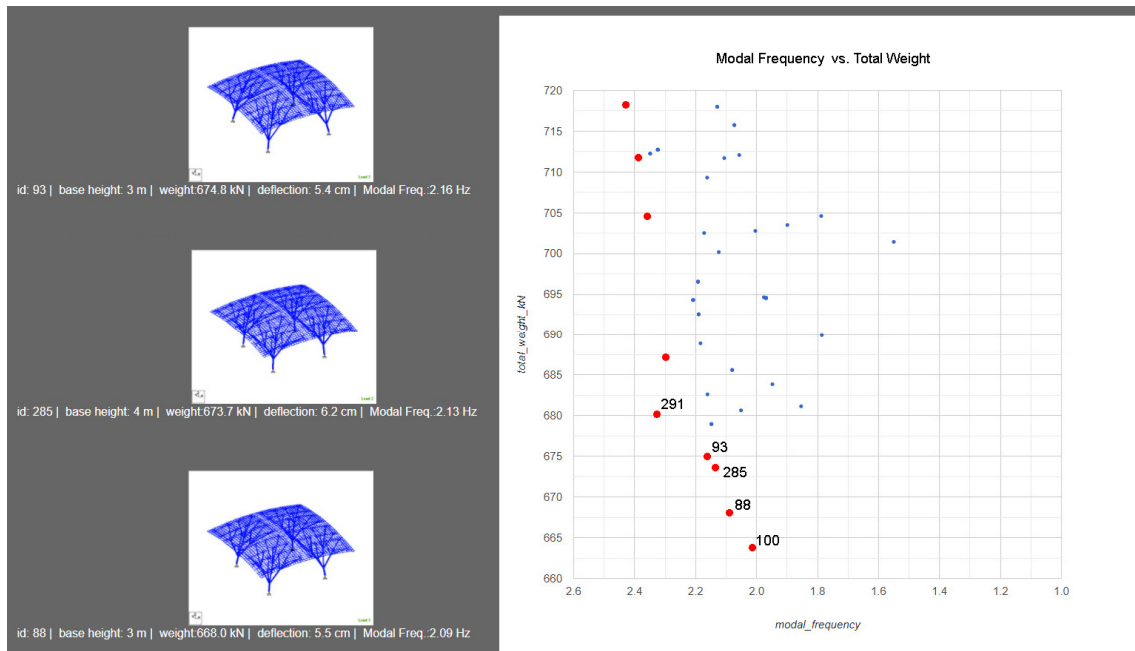 id: 93 | base height: 3 m | weight:674.8 kN | deflection: 5.4 cm | Modal Freq.:2.16 Hz
id: 285 | base height: 4 m | weight:673.7 kN | deflection: 6.2 cm | Modal Freq.:2.13 Hz
id: 88 | base height: 3 m | weight:668.0 kN | deflection: 5.5 cm | Modal Freq.:2.09 Hz
Modal Frequency vs. Total Weight
720
715
710
705
700
695
690
685
680
675
670
665
660
total_weight_kN
291
93
285
88
100
2.6 2.4 2.2 2.0 1.8 1.6 1.4 1.2 1.0
modal_frequency